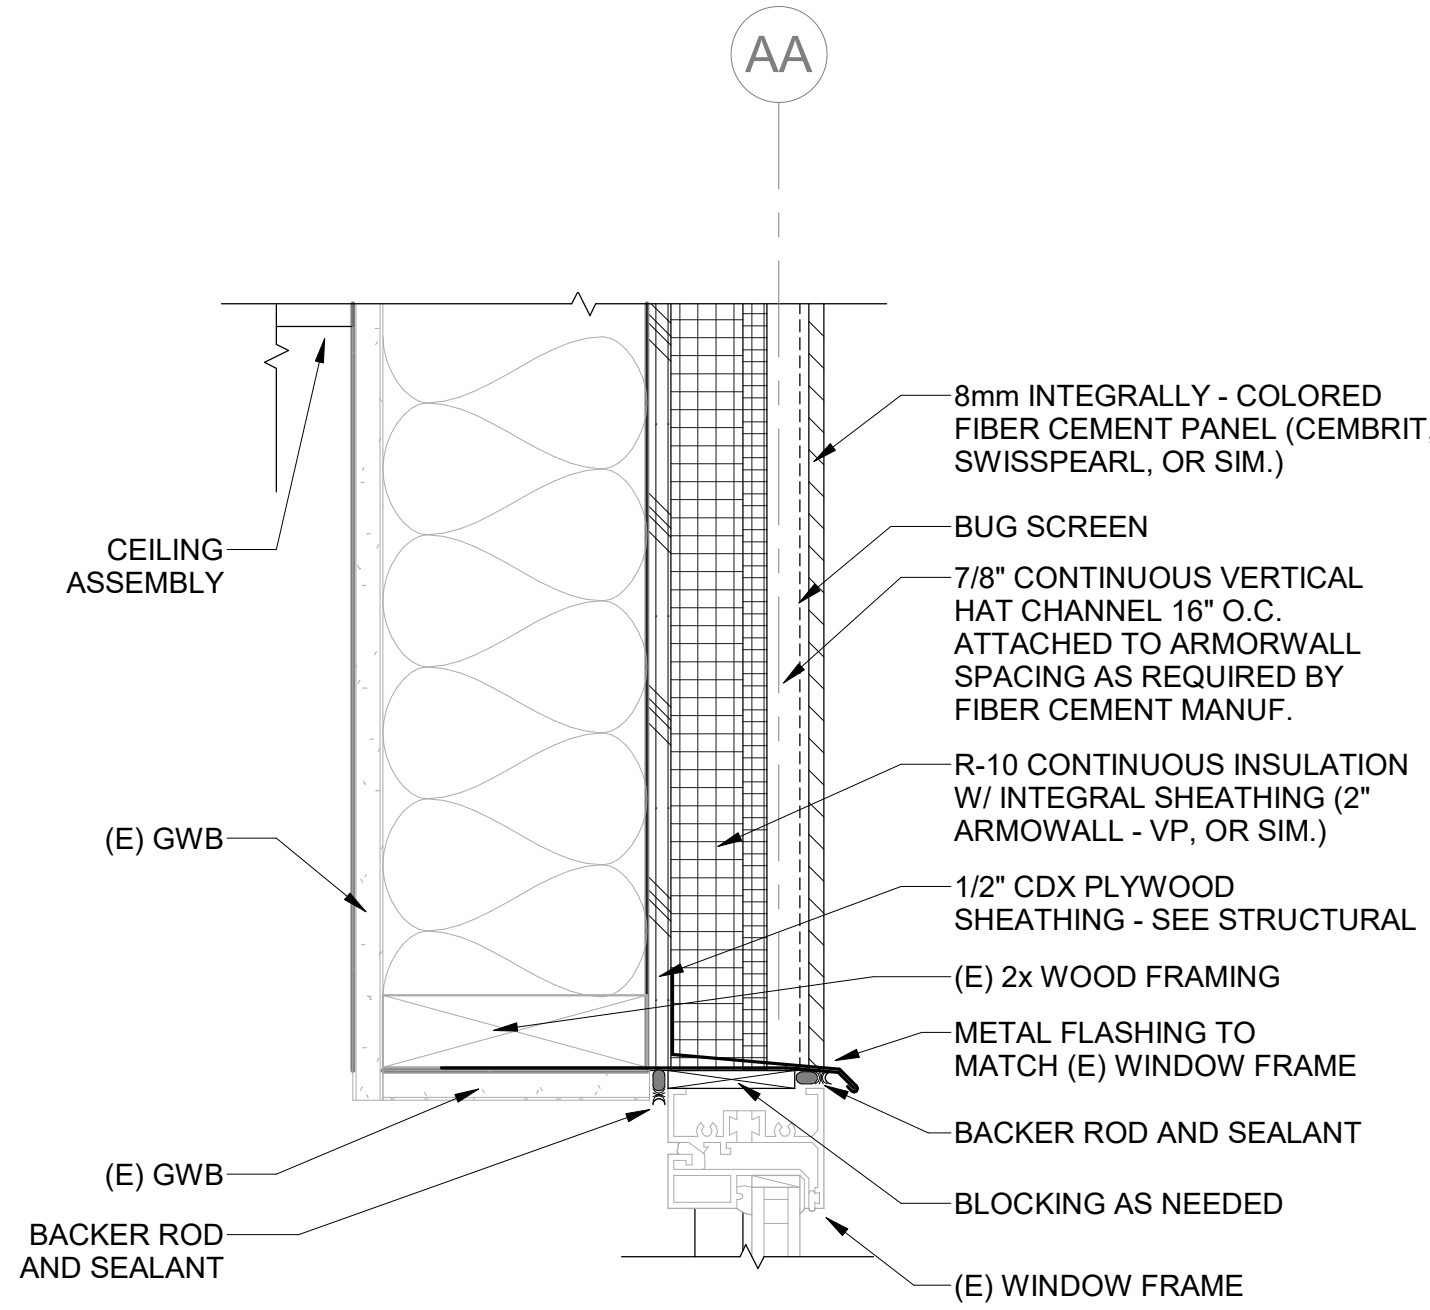 AA
8mm INTEGRALLY - COLORED
FIBER CEMENT PANEL (CEMBRIT,
SWISSPEARL, OR SIM.)
BUG SCREEN
7/8" CONTINUOUS VERTICAL
HAT CHANNEL 16" O.C.
ATTACHED TO ARMORWALL
SPACING AS REQUIRED BY
FIBER CEMENT MANUF.
R-10 CONTINUOUS INSULATION
W/ INTEGRAL SHEATHING (2"
ARMOWALL - VP, OR SIM.)
1/2" CDX PLYWOOD
SHEATHING - SEE STRUCTURAL
(E) 2x WOOD FRAMING
METAL FLASHING TO
MATCH (E) WINDOW FRAME
BACKER ROD AND SEALANT
BLOCKING AS NEEDED
(E) WINDOW FRAME
CEILING
ASSEMBLY
(E) GWB
(E) GWB
BACKER ROD
AND SEALANT